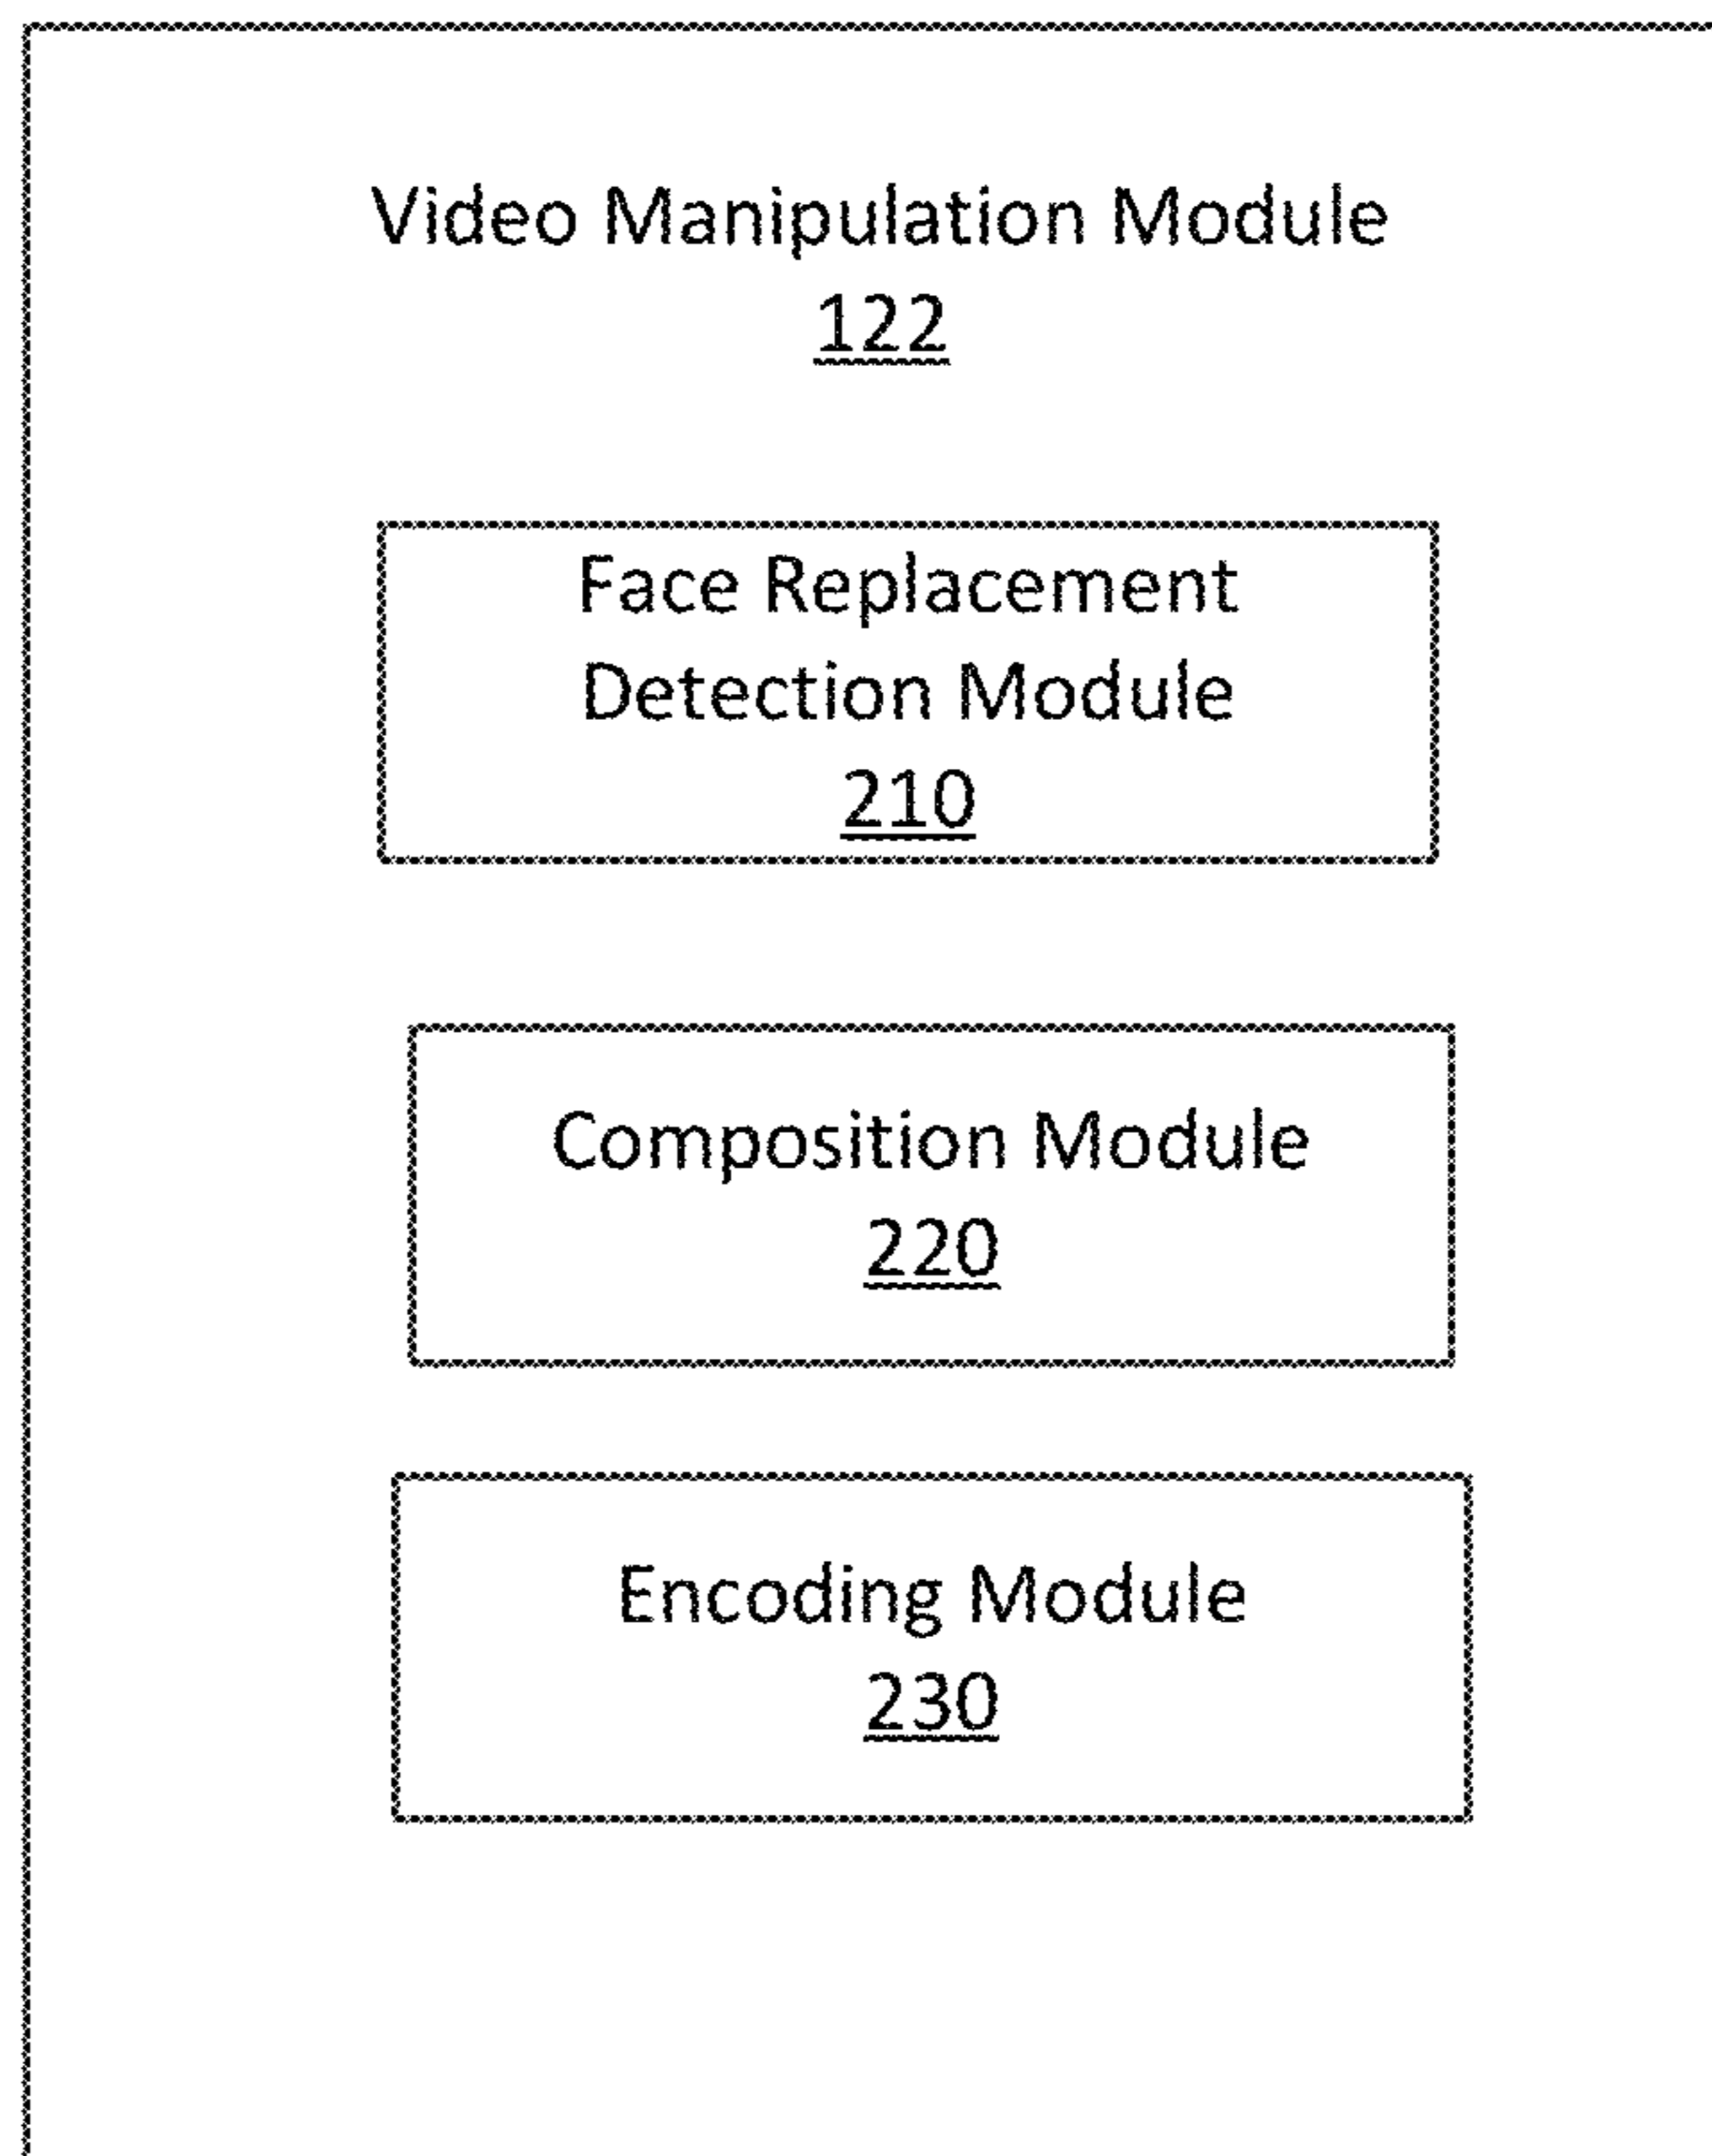 Video Manipulation Module
122
Face Replacement
Detection Module
210
Composition Module
220
Encoding Module
230